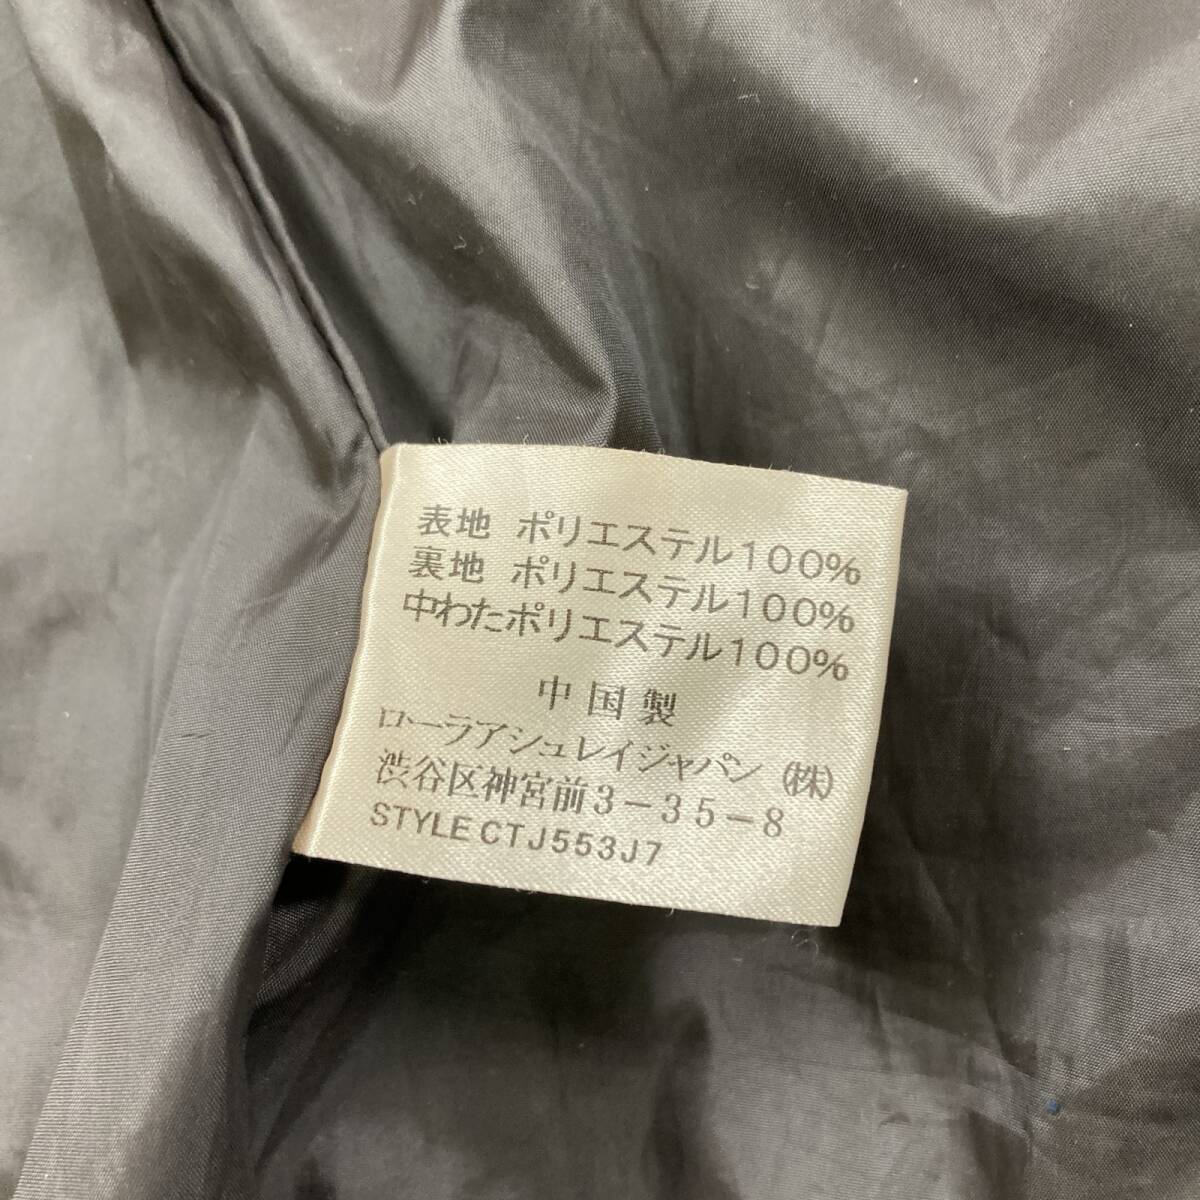 表地 ポリエステル100%
裏地 ポリエステル100%
中わたポリエステル100%
中国製
ローラアシュレイジャパン(株)
渋谷区神宮前3-35-8
STYLE CTJ553J7